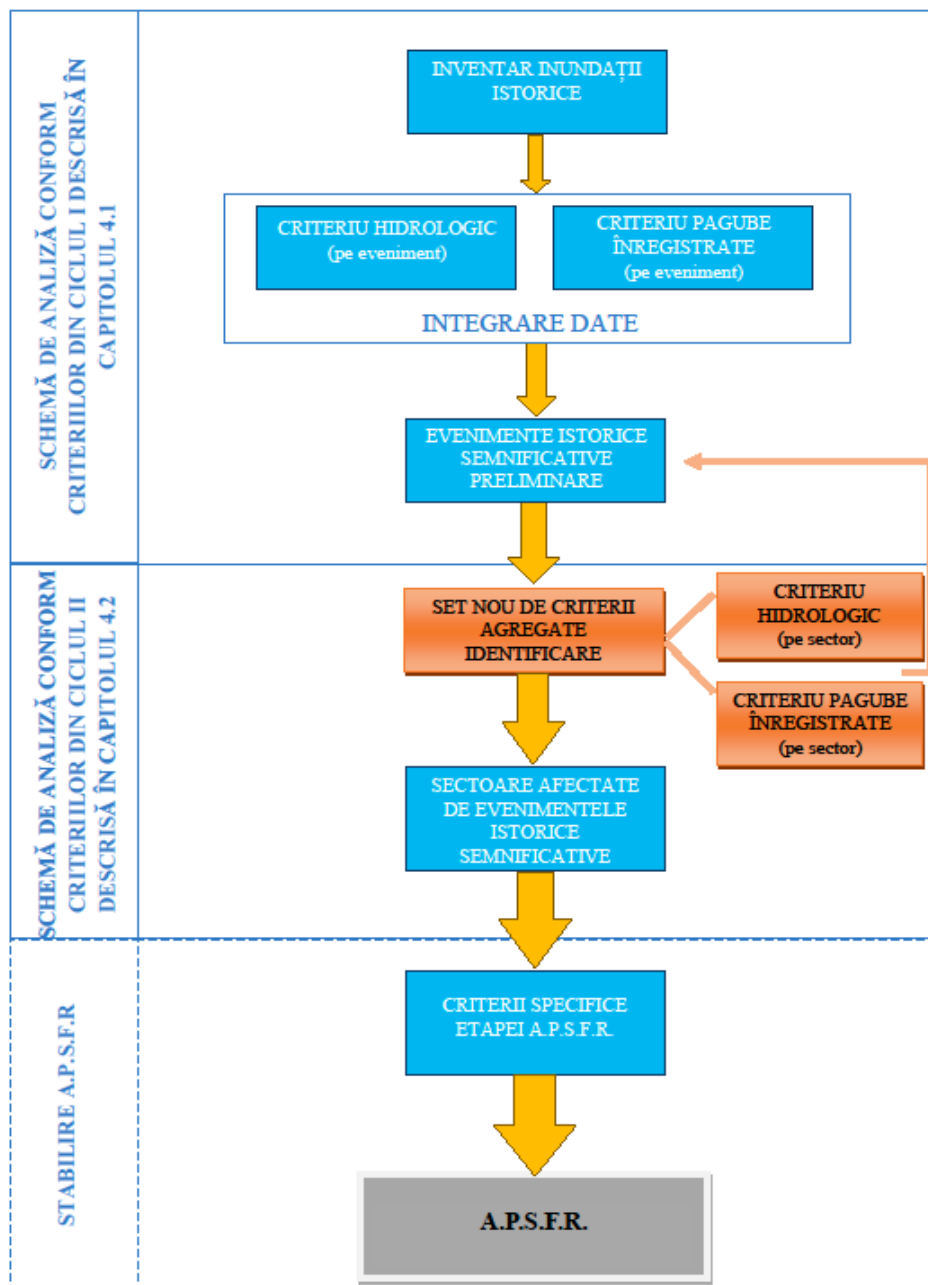 SCHEMĂ DE ANALIZĂ CONFORM
CRITERIILOR DIN CICLUL I DESCRISĂ ÎN
CAPITOLUL 4.1
INVENTAR INUNDAȚII
ISTORICE
CRITERIU HIDROLOGIC
(pe eveniment)
CRITERIU PAGUBE
ÎNREGISTRATE
(pe eveniment)
INTEGRARE DATE
EVENIMENTE ISTORICE
SEMNIFICATIVE
PRELIMINARE
SCHEMĂ DE ANALIZĂ CONFORM
CRITERIILOR DIN CICLUL II
DESCRISĂ ÎN CAPITOLUL 4.2
SET NOU DE CRITERII
AGREGATE
IDENTIFICARE
CRITERIU
HIDROLOGIC
(pe sector)
CRITERIU PAGUBE
ÎNREGISTRATE
(pe sector)
SECTOARE AFECTATE
DE EVENIMENTELE
ISTORICE
SEMNIFICATIVE
STABILIRE A.P.S.F.R
CRITERII SPECIFICE
ETAPEI A.P.S.F.R.
A.P.S.F.R.